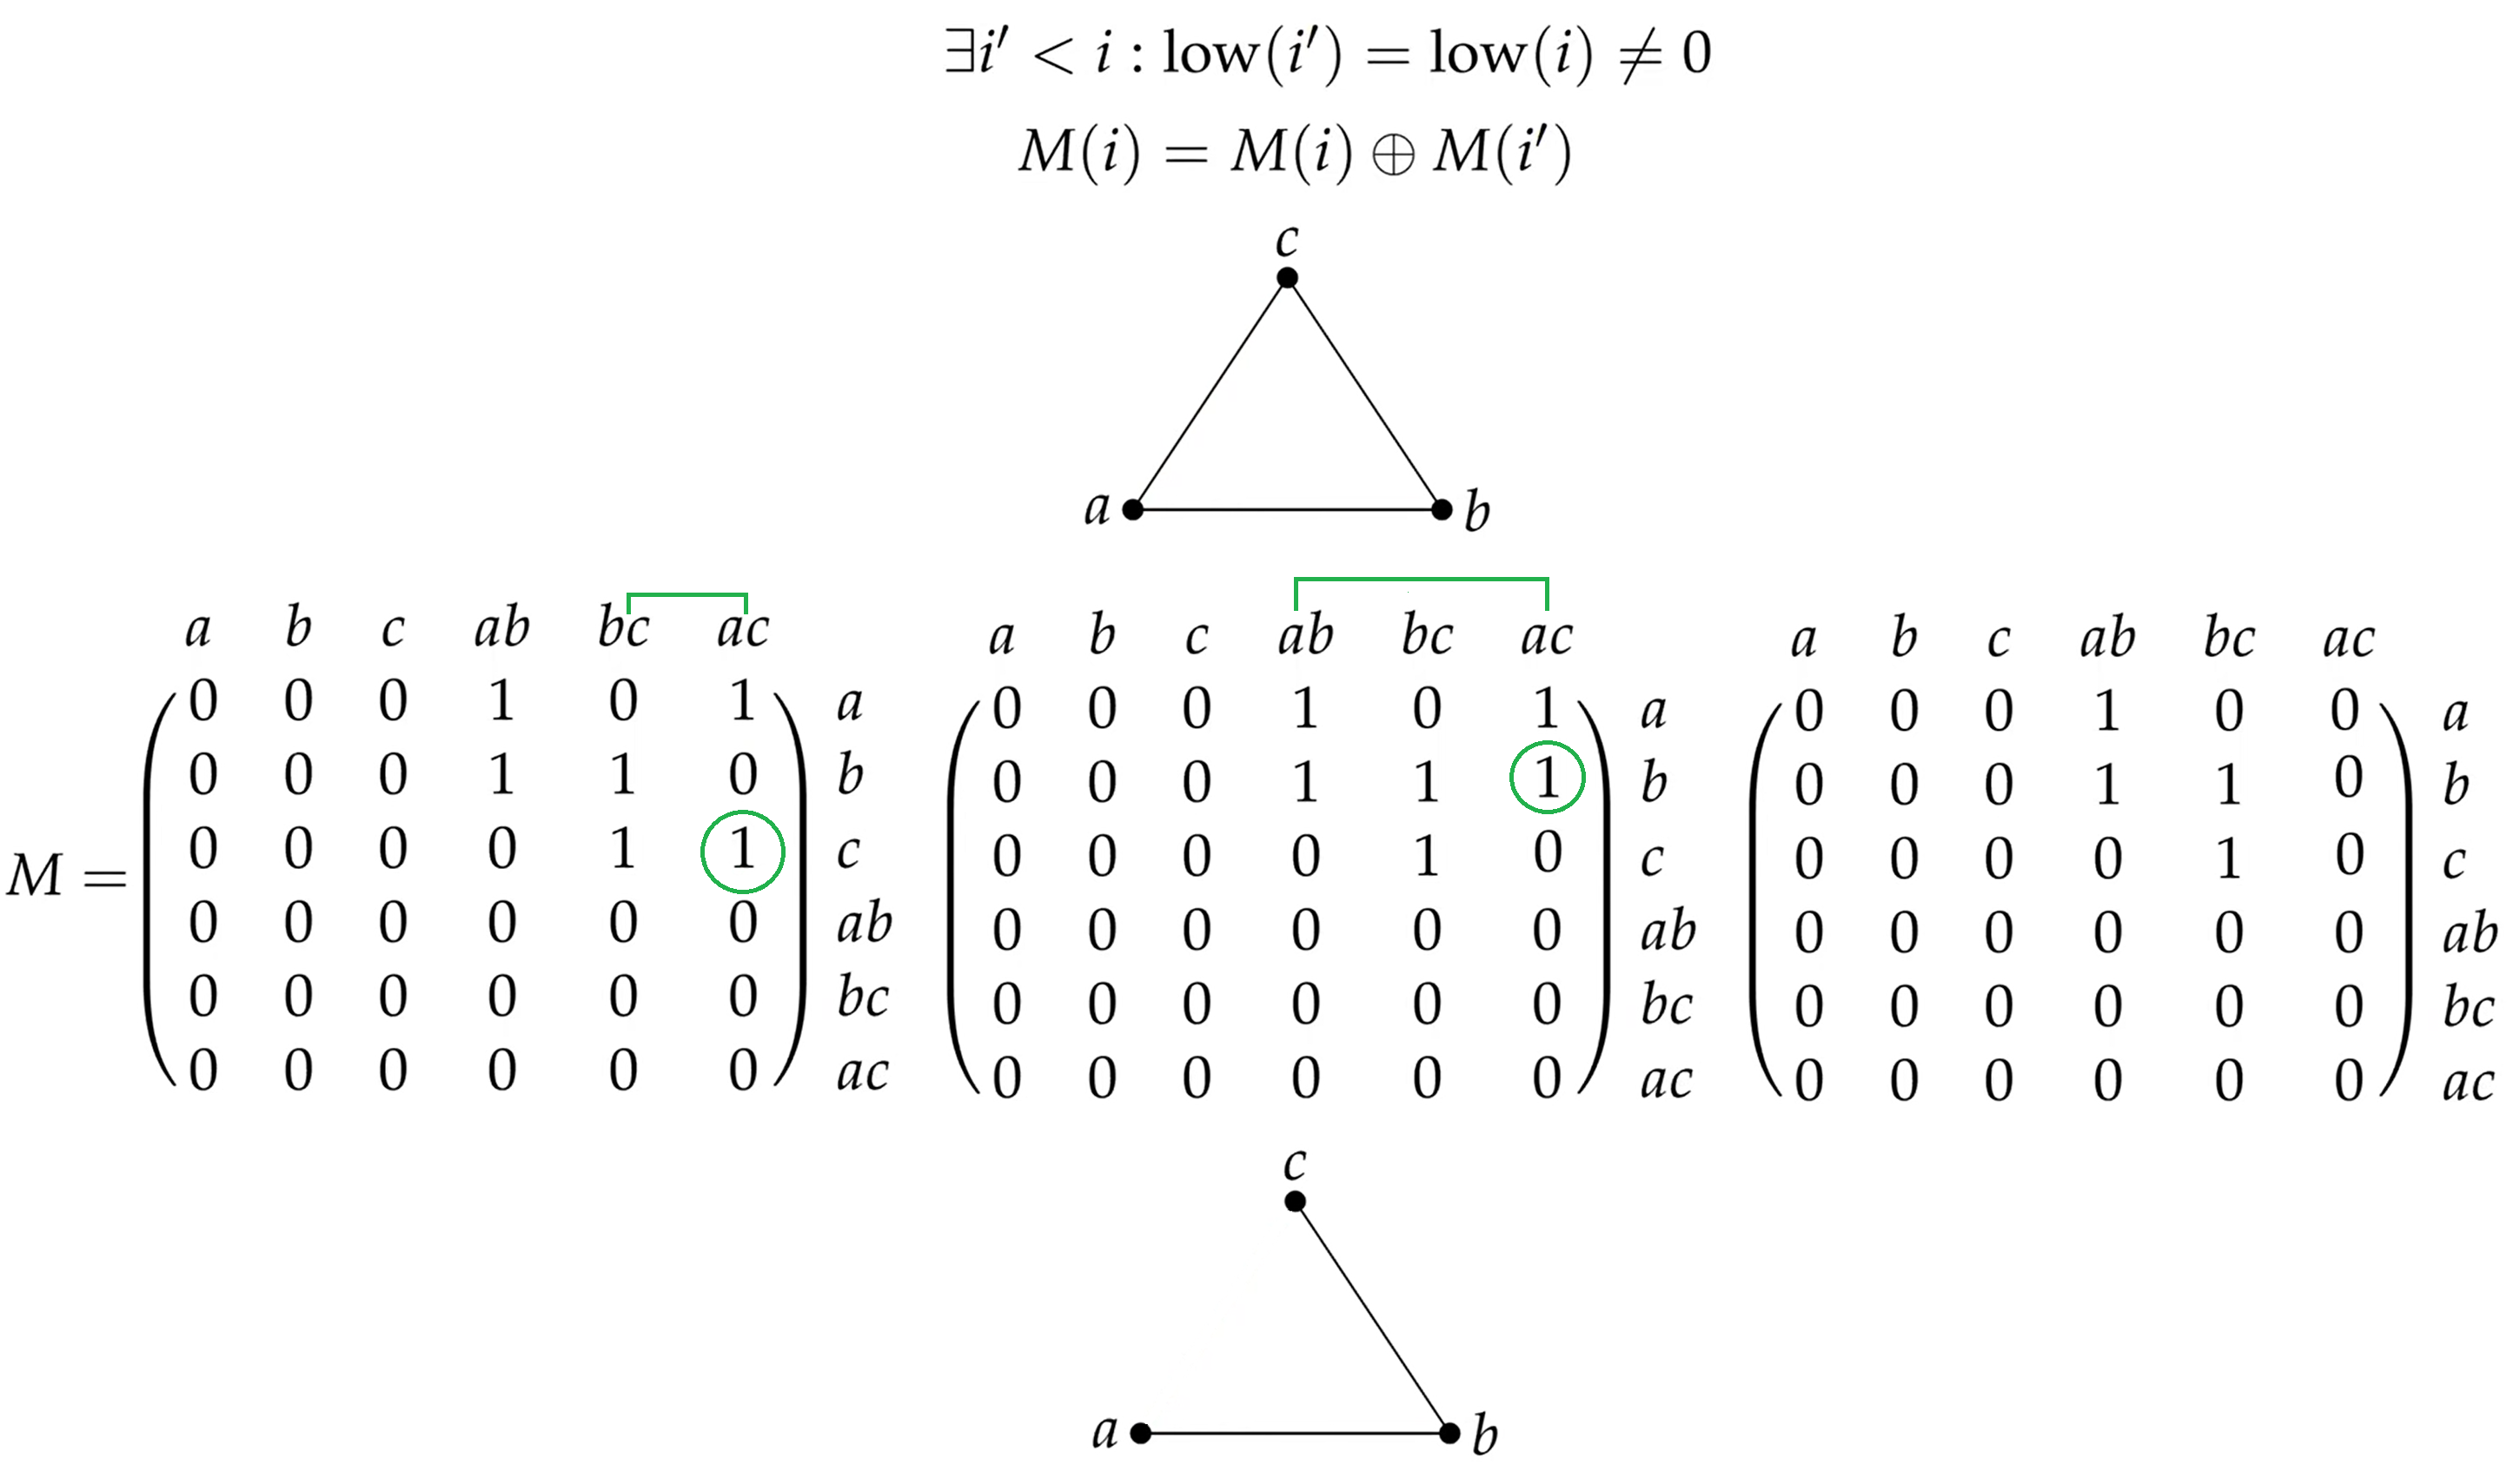 ∃i′ < i : low(i′) = low(i) ≠ 0
M(i) = M(i) ⊕ M(i′)
c
a b
a b c ab bc ac
0 0 0 1 0 1 a
0 0 0 1 1 0 b
0 0 0 0 1 1 c
M =
0 0 0 0 0 0 ab
0 0 0 0 0 0 bc
0 0 0 0 0 0 ac
a b c ab bc ac
0 0 0 1 0 1 a
0 0 0 1 1 1 b
0 0 0 0 1 0 c
0 0 0 0 0 0 ab
0 0 0 0 0 0 bc
0 0 0 0 0 0 ac
a b c ab bc ac
0 0 0 1 0 0 a
0 0 0 1 1 0 b
0 0 0 0 1 0 c
0 0 0 0 0 0 ab
0 0 0 0 0 0 bc
0 0 0 0 0 0 ac
c
a b